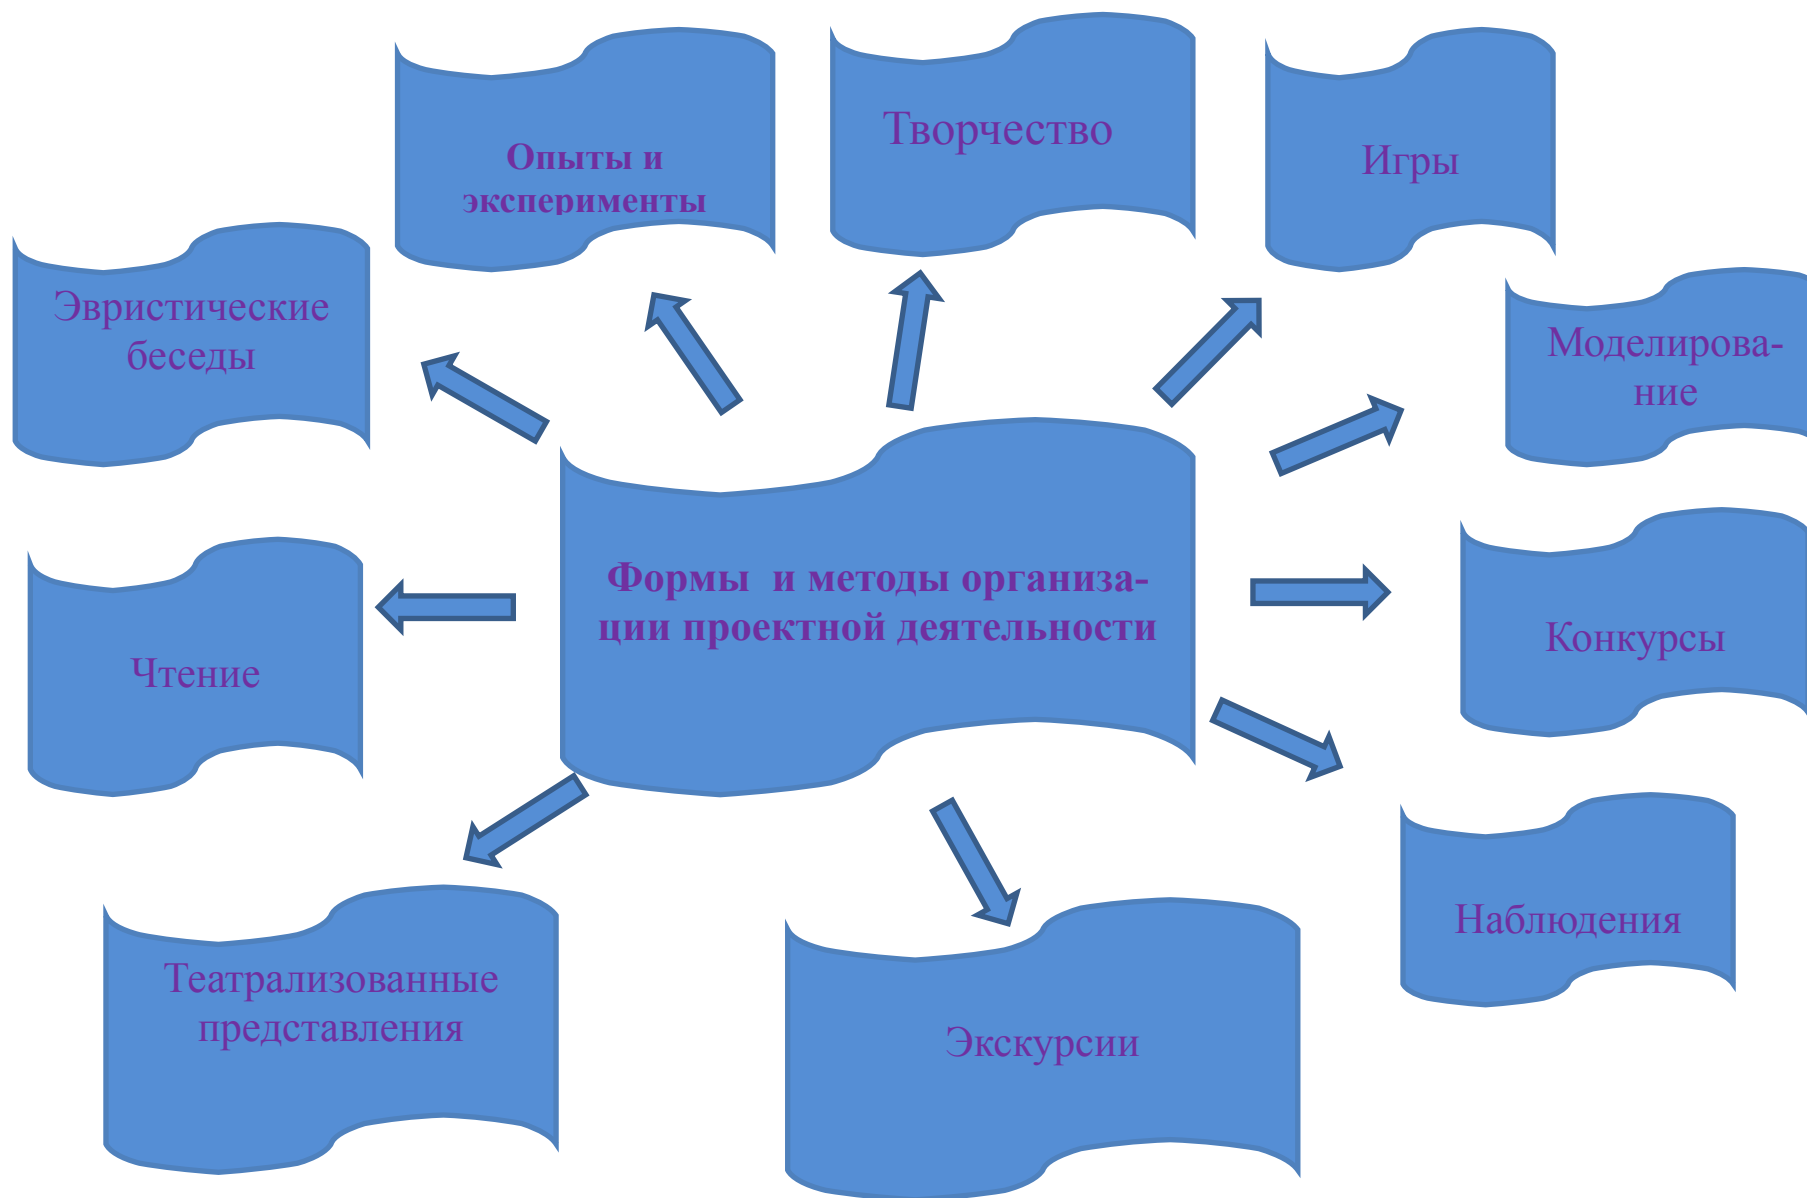 Творчество
Опыты и
эксперименты
Игры
Эвристические
беседы
Моделирова-
ние
Формы  и методы организа-
ции проектной деятельности
Чтение
Конкурсы
Наблюдения
Театрализованные
представления
Экскурсии